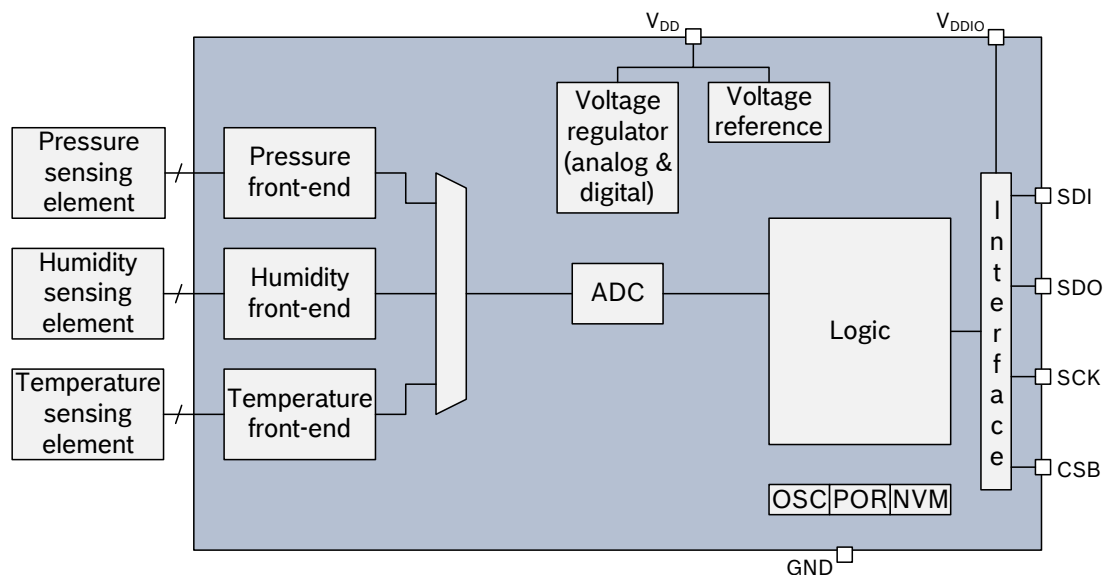 VDD
VDDIO
Voltage
regulator
(analog &
digital)
Voltage
reference
Pressure
sensing
element
Pressure
front-end
Humidity
sensing
element
Humidity
front-end
Temperature
sensing
element
Temperature
front-end
ADC
Logic
Interface
SDI
SDO
SCK
CSB
OSC
POR
NVM
GND